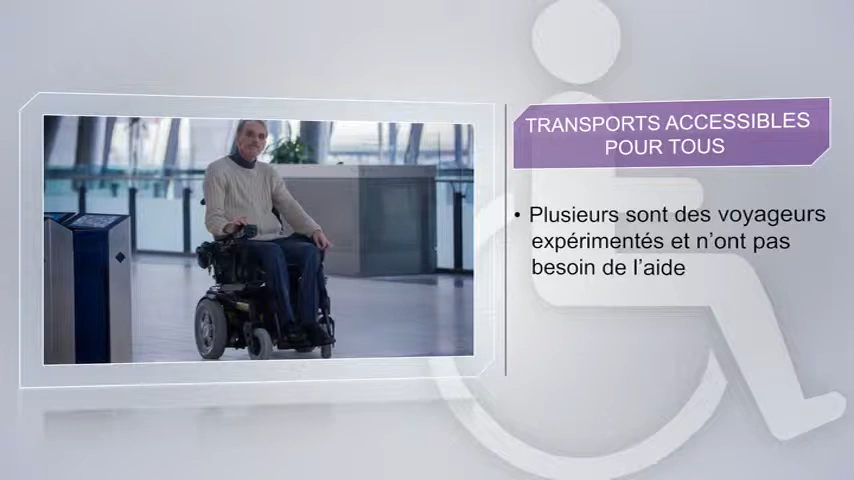 TRANSPORTS ACCESSIBLES
POUR TOUS
• Plusieurs sont des voyageurs
expérimentés et n’ont pas
besoin de l’aide